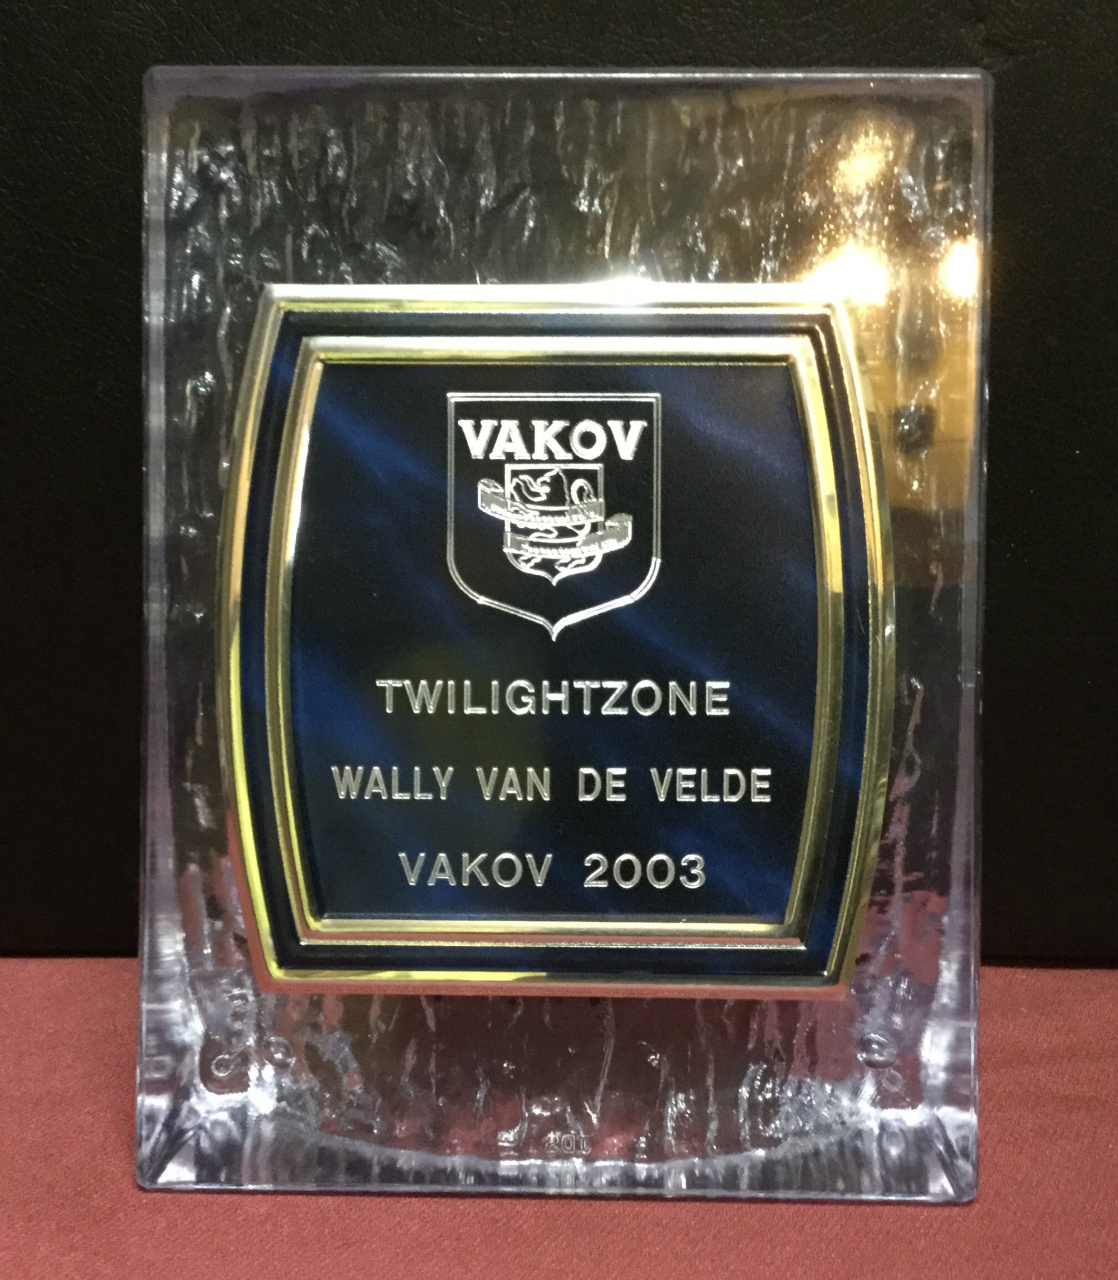 VAKOV
TWILIGHTZONE
WALLY VAN DE VELDE
VAKOV 2003